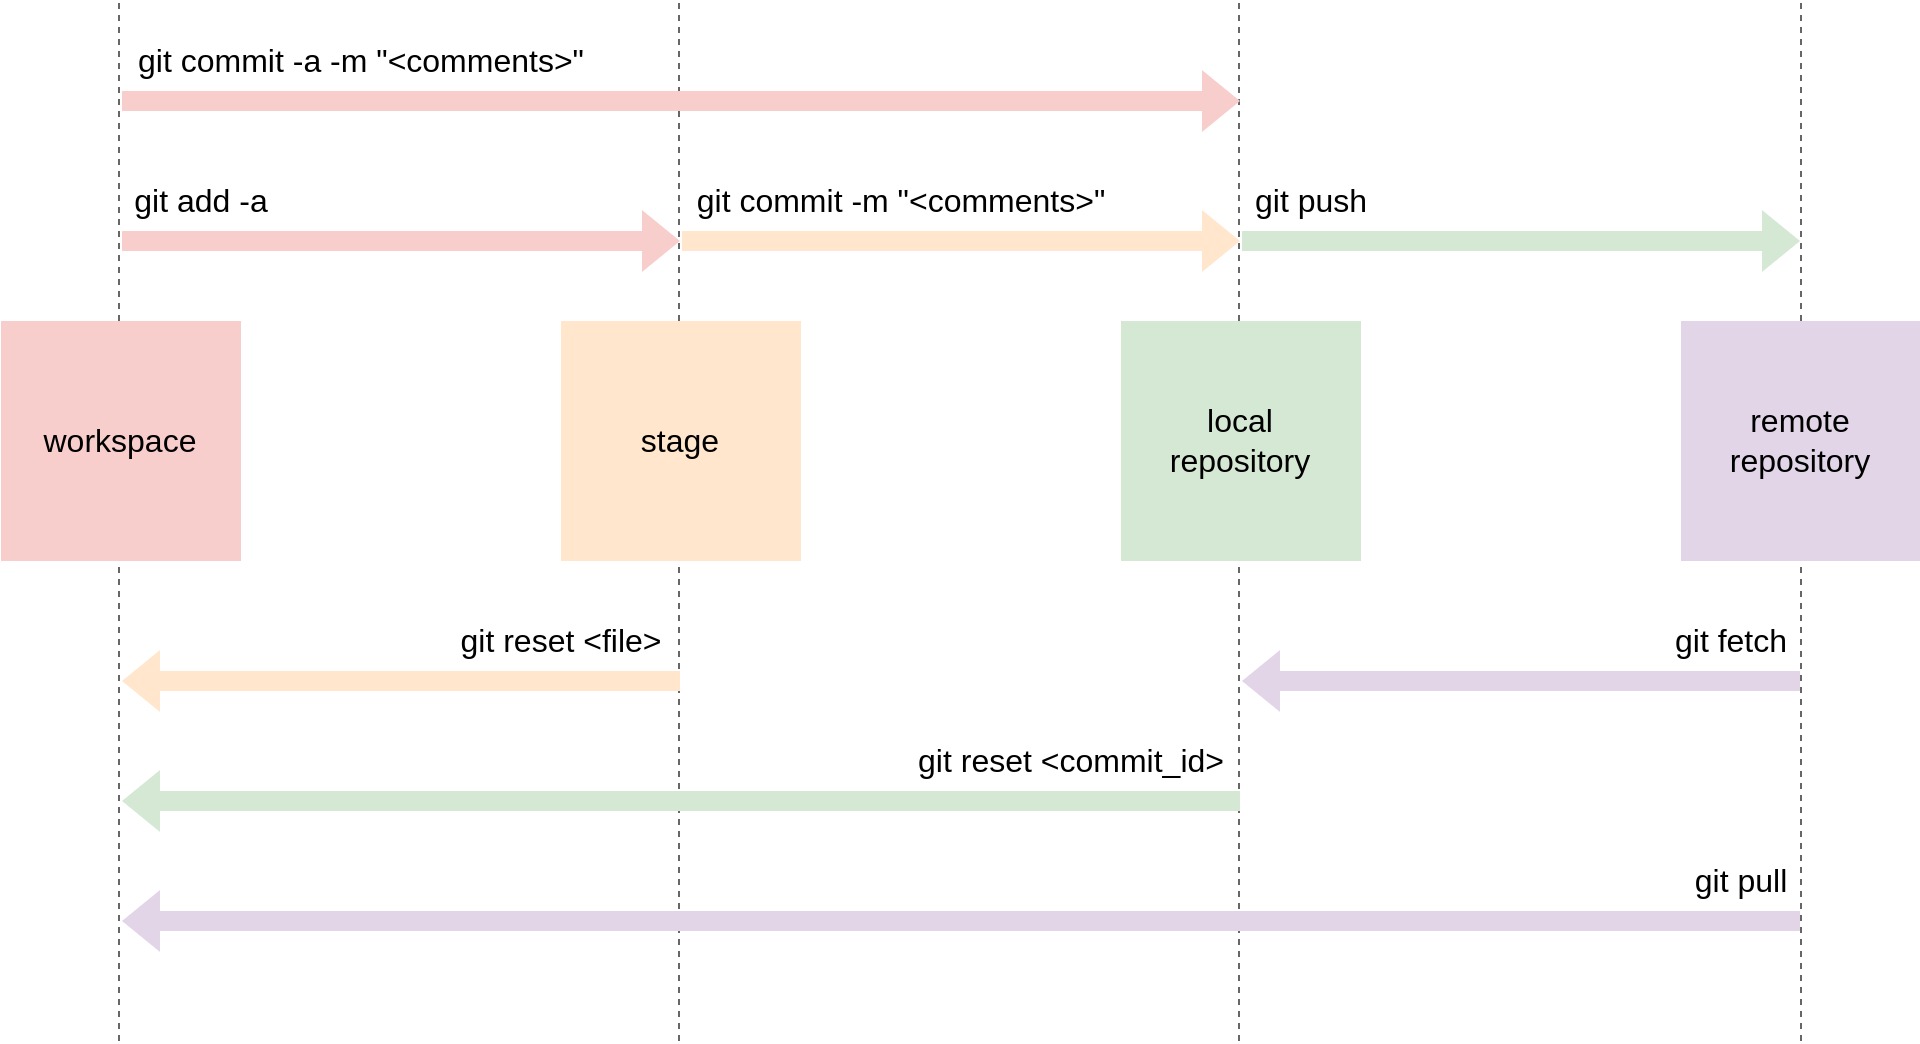 git commit -a -m "<comments>"
git add -a
git commit -m "<comments>"
git push
workspace
stage
local
repository
remote
repository
git reset <file>
git fetch
git reset <commit_id>
git pull